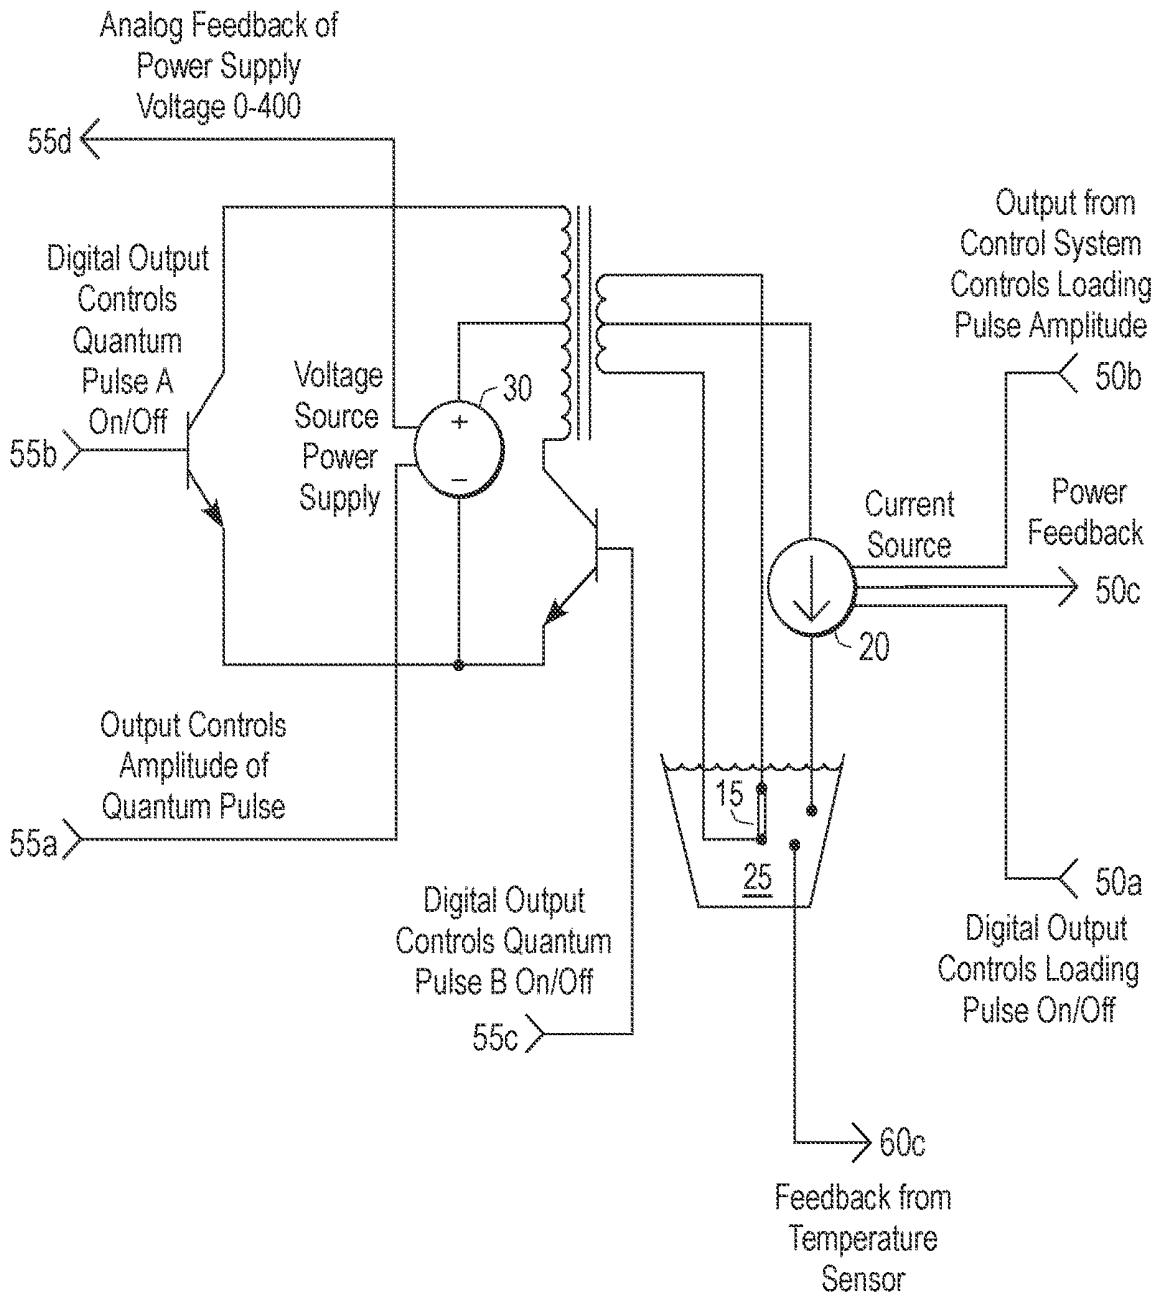 Analog Feedback of
Power Supply
Voltage 0-400
55d
Digital Output
Controls
Quantum
Pulse A
On/Off
55b
Voltage
Source
Power
Supply
30
+
−
Output from
Control System
Controls Loading
Pulse Amplitude
50b
Current
Source
Power
Feedback
50c
20
Output Controls
Amplitude of
Quantum Pulse
55a
15
25
50a
Digital Output
Controls Loading
Pulse On/Off
Digital Output
Controls Quantum
Pulse B On/Off
55c
60c
Feedback from
Temperature
Sensor